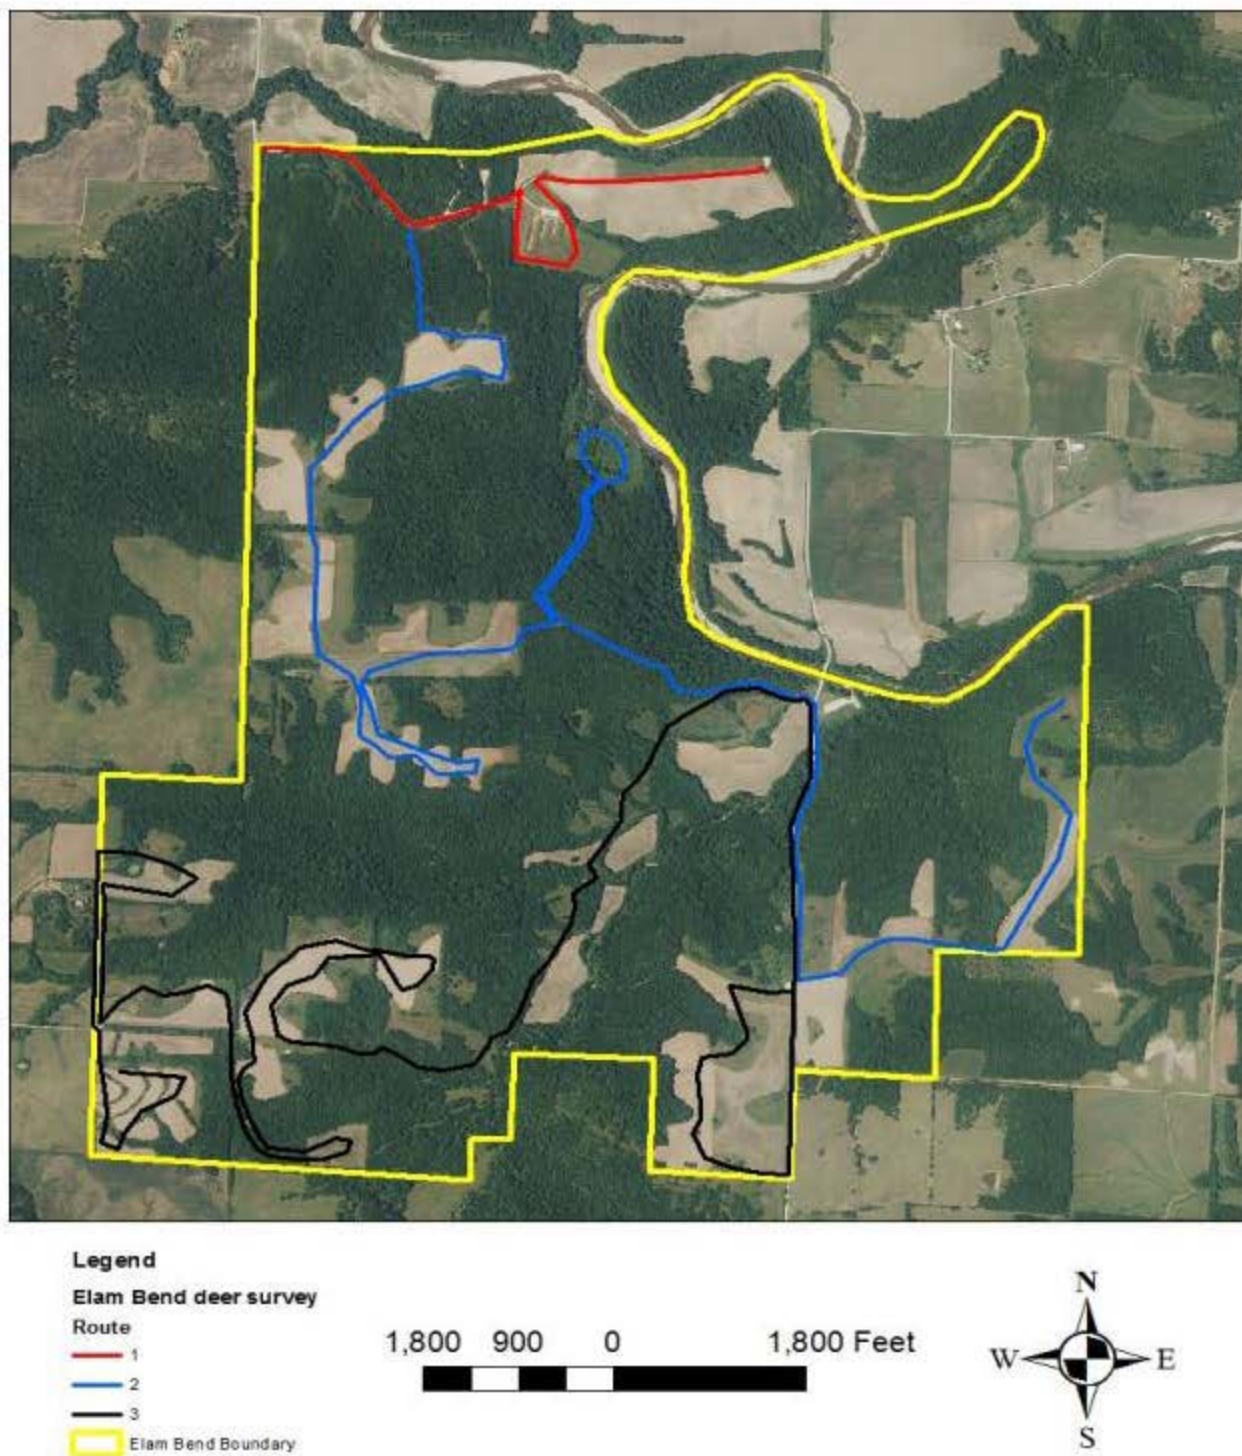 Legend
Elam Bend deer survey
Route
1
2
3
Elam Bend Boundary
1,800 900 0 1,800 Feet
N
W E
S